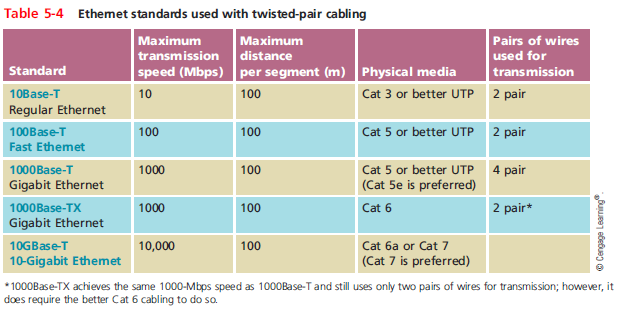 Table 5-4 Ethernet standards used with twisted-pair cabling
Standard
Maximum
transmission
speed (Mbps)
Maximum
distance
per segment (m)
Physical media
Pairs of wires
used for
transmission
10Base-T
Regular Ethernet
10
100
Cat 3 or better UTP
2 pair
100Base-T
Fast Ethernet
100
100
Cat 5 or better UTP
2 pair
1000Base-T
Gigabit Ethernet
1000
100
Cat 5 or better UTP
(Cat 5e is preferred)
4 pair
1000Base-TX
Gigabit Ethernet
1000
100
Cat 6
2 pair*
10GBase-T
10-Gigabit Ethernet
10,000
100
Cat 6a or Cat 7
(Cat 7 is preferred)
© Cengage Learning®.
*1000Base-TX achieves the same 1000-Mbps speed as 1000Base-T and still uses only two pairs of wires for transmission; however, it
does require the better Cat 6 cabling to do so.